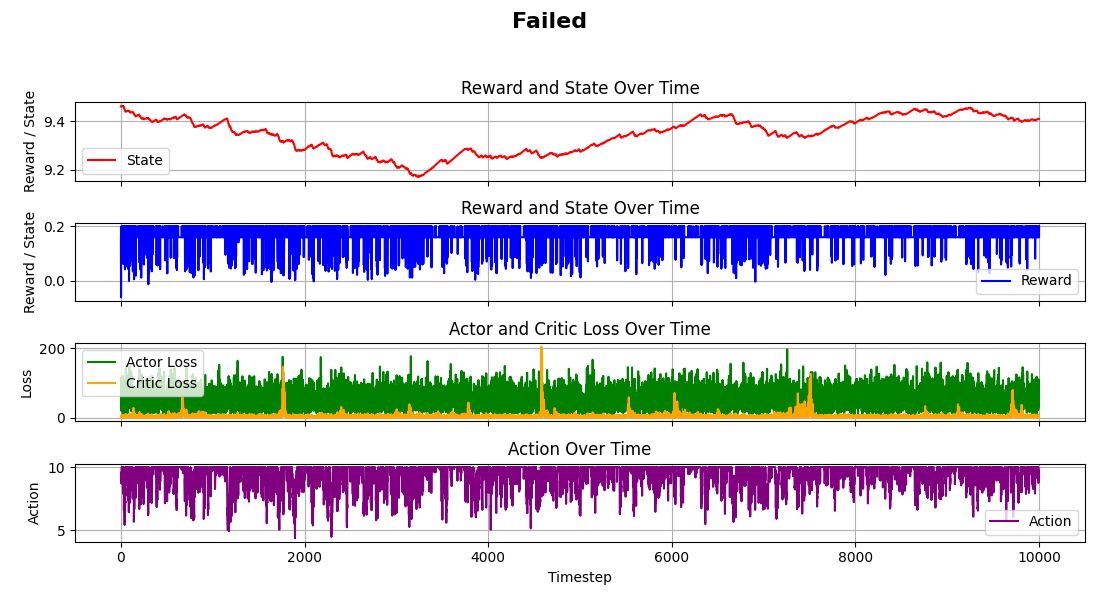 Failed
Reward and State Over Time
Reward / State
9.4
9.2
State
Reward and State Over Time
Reward / State
0.2
0.0
Reward
Actor and Critic Loss Over Time
Loss
200
0
Actor Loss
Critic Loss
Action Over Time
Action
10
5
Action
0 2000 4000 6000 8000 10000
Timestep